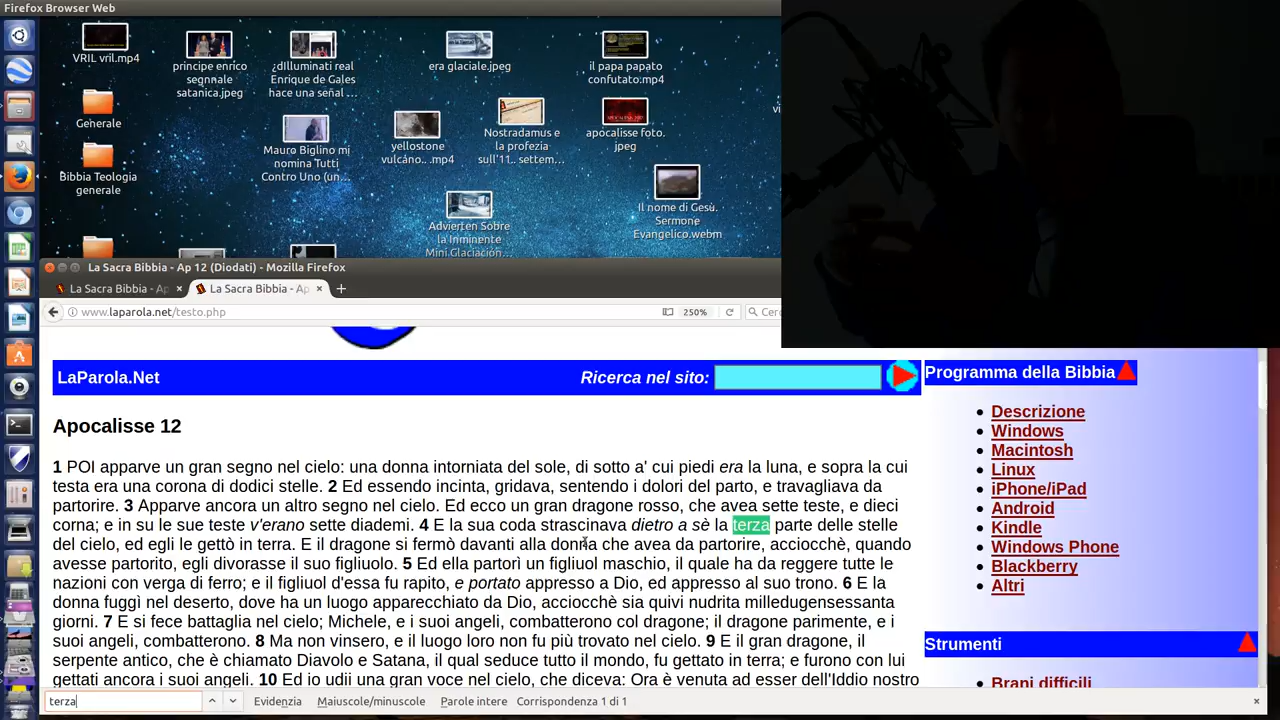 Firefox Browser Web
VRIL vril.mp4
Generale
Bibbia Teologia
generale
principe enrico
segnnale
satanica.jpeg
¿dIlluminati real
Enrique de Gales
hace una señal ...
Mauro Biglino mi
nomina Tutti
Contro Uno (un...
era glaciale.jpeg
yellostone
vulcáno.. .mp4
Advierten Sobre
la Inminente
Mini Glaciación...
Nostradamus e
la profezia
sull'11.. settem...
il papa papato
confutato:mp4
apocalisse foto.
jpeg
Il nome di Gesù.
Sermone
Evangelico.webm
La Sacra Bibbia - Ap 12 (Diodati) - Mozilla Firefox
La Sacra Bibbia - Ap × La Sacra Bibbia - Ap × +
www.laparola.net/testo.php 250% Cer
LaParola.Net Ricerca nel sito:
Apocalisse 12
1 POI apparve un gran segno nel cielo: una donna intorniata del sole, di sotto a' cui piedi era la luna, e sopra la cui
testa era una corona di dodici stelle. 2 Ed essendo incinta, gridava, sentendo i dolori del parto, e travagliava da
partorire. 3 Apparve ancora un altro segno nel cielo. Ed ecco un gran dragone rosso, che avea sette teste, e dieci
corna; e in su le sue teste v'erano sette diademi. 4 E la sua coda strascinava dietro a sè la terza parte delle stelle
del cielo, ed egli le gettò in terra. E il dragone si fermò davanti alla donna che avea da partorire, acciocchè, quando
avesse partorito, egli divorasse il suo figliuolo. 5 Ed ella partorì un figliuol maschio, il quale ha da reggere tutte le
nazioni con verga di ferro; e il figliuol d'essa fu rapito e portato appresso a Dio, ed appresso al suo trono. 6 E la
donna fuggì nel deserto, dove ha un luogo apparecchiato da Dio, acciocchè sia quivi nudrita milledugensessanta
giorni. 7 E si fece battaglia nel cielo; Michele, e i suoi angeli, combatterono col dragone; il dragone parimente, e i
suoi angeli, combatterono. 8 Ma non vinsero, e il luogo loro non fu più trovato nel cielo. 9 E il gran dragone, il
serpente antico, che è chiamato Diavolo e Satana, il qual seduce tutto il mondo, fu gettato in terra; e furono con lui
gettati ancora i suoi angeli. 10 Ed io udii una gran voce nel cielo, che diceva: Ora è venuta ad esser dell'Iddio nostro
Programma della Bibbia
Descrizione
Windows
Macintosh
Linux
iPhone/iPad
Android
Kindle
Windows Phone
Blackberry
Altri
Strumenti
Brani difficili
terza Evidenzia Maiuscole/minuscole Parole intere Corrispondenza 1 di 1 ×